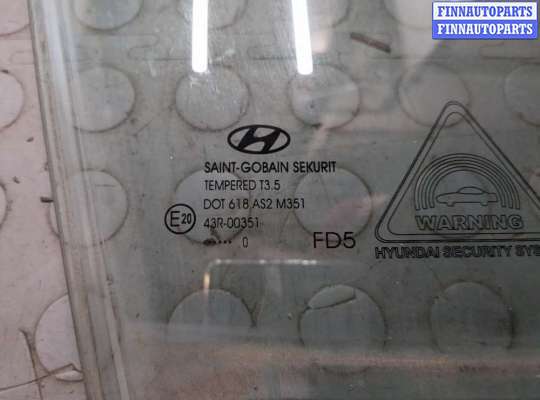 FINNAUTOPARTS
FINNAUTOPARTS
SAINT-GOBAIN SEKURIT
TEMPERED T3.5
DOT 618 AS2 M351
E20
43R-00351
..... 0
FD5
WARNING
HYUNDAI SECURITY SYS